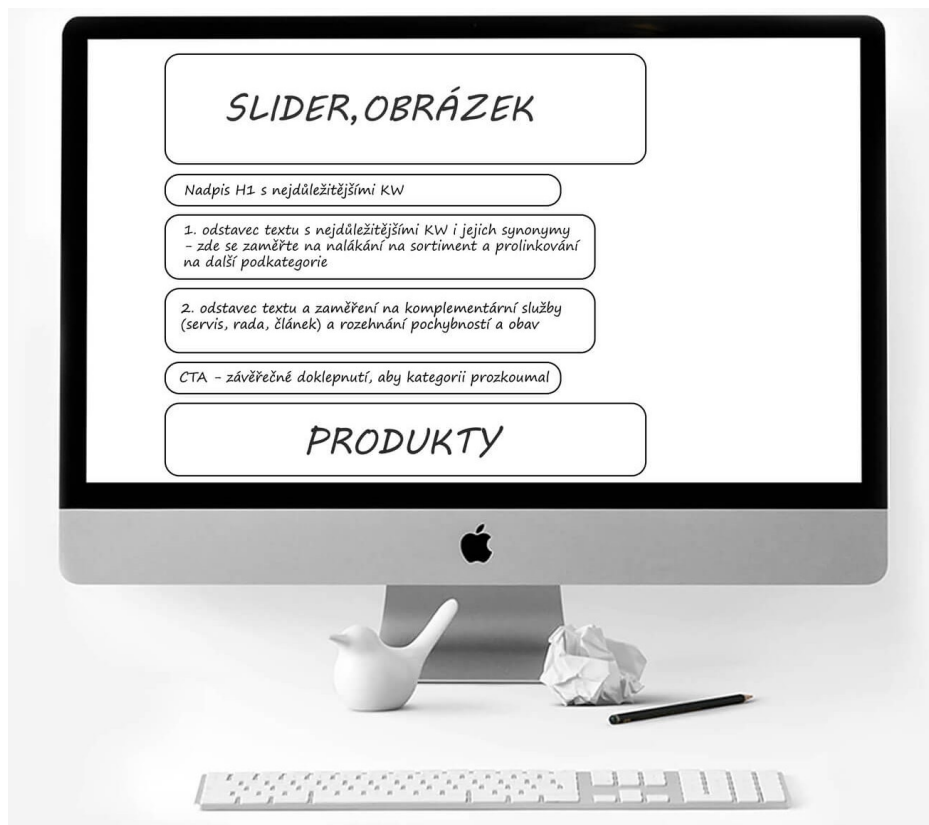 SLIDER,OBRÁZEK
Nadpis H1 s nejdůležitějšími KW
1. odstavec textu s nejdůležitějšími KW i jejich synonymy
- zde se zaměřte na nalákání na sortiment a prolinkování
na další podkategorie
2. odstavec textu a zaměření na komplementární služby
(servis, rada, článek) a rozehnání pochybností a obav
CTA - závěřečné doklepnutí, aby kategorii prozkoumal
PRODUKTY